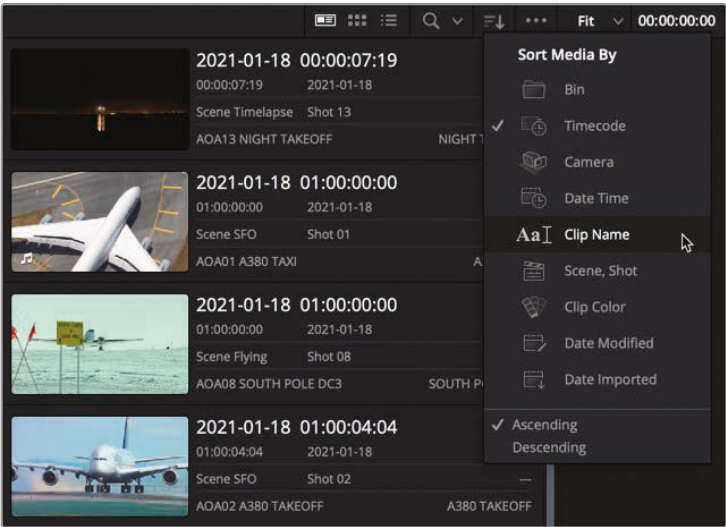 Fit 00:00:00:00
2021-01-18 00:00:07:19
00:00:07:19 2021-01-18
Scene Timelapse Shot 13
AOA13 NIGHT TAKEOFF NIGHT T
2021-01-18 01:00:00:00
01:00:00:00 2021-01-18
Scene SFO Shot 01
AOA01 A380 TAXI A
2021-01-18 01:00:00:00
01:00:00:00 2021-01-18
Scene Flying Shot 08
AOA08 SOUTH POLE DC3 SOUTH P
2021-01-18 01:00:04:04
01:00:04:04 2021-01-18
Scene SFO Shot 02 ---
AOA02 A380 TAKEOFF A380 TAKEOFF
Sort Media By
Bin
Timecode
Camera
Date Time
Aa Clip Name
Scene, Shot
Clip Color
Date Modified
Date Imported
Ascending
Descending